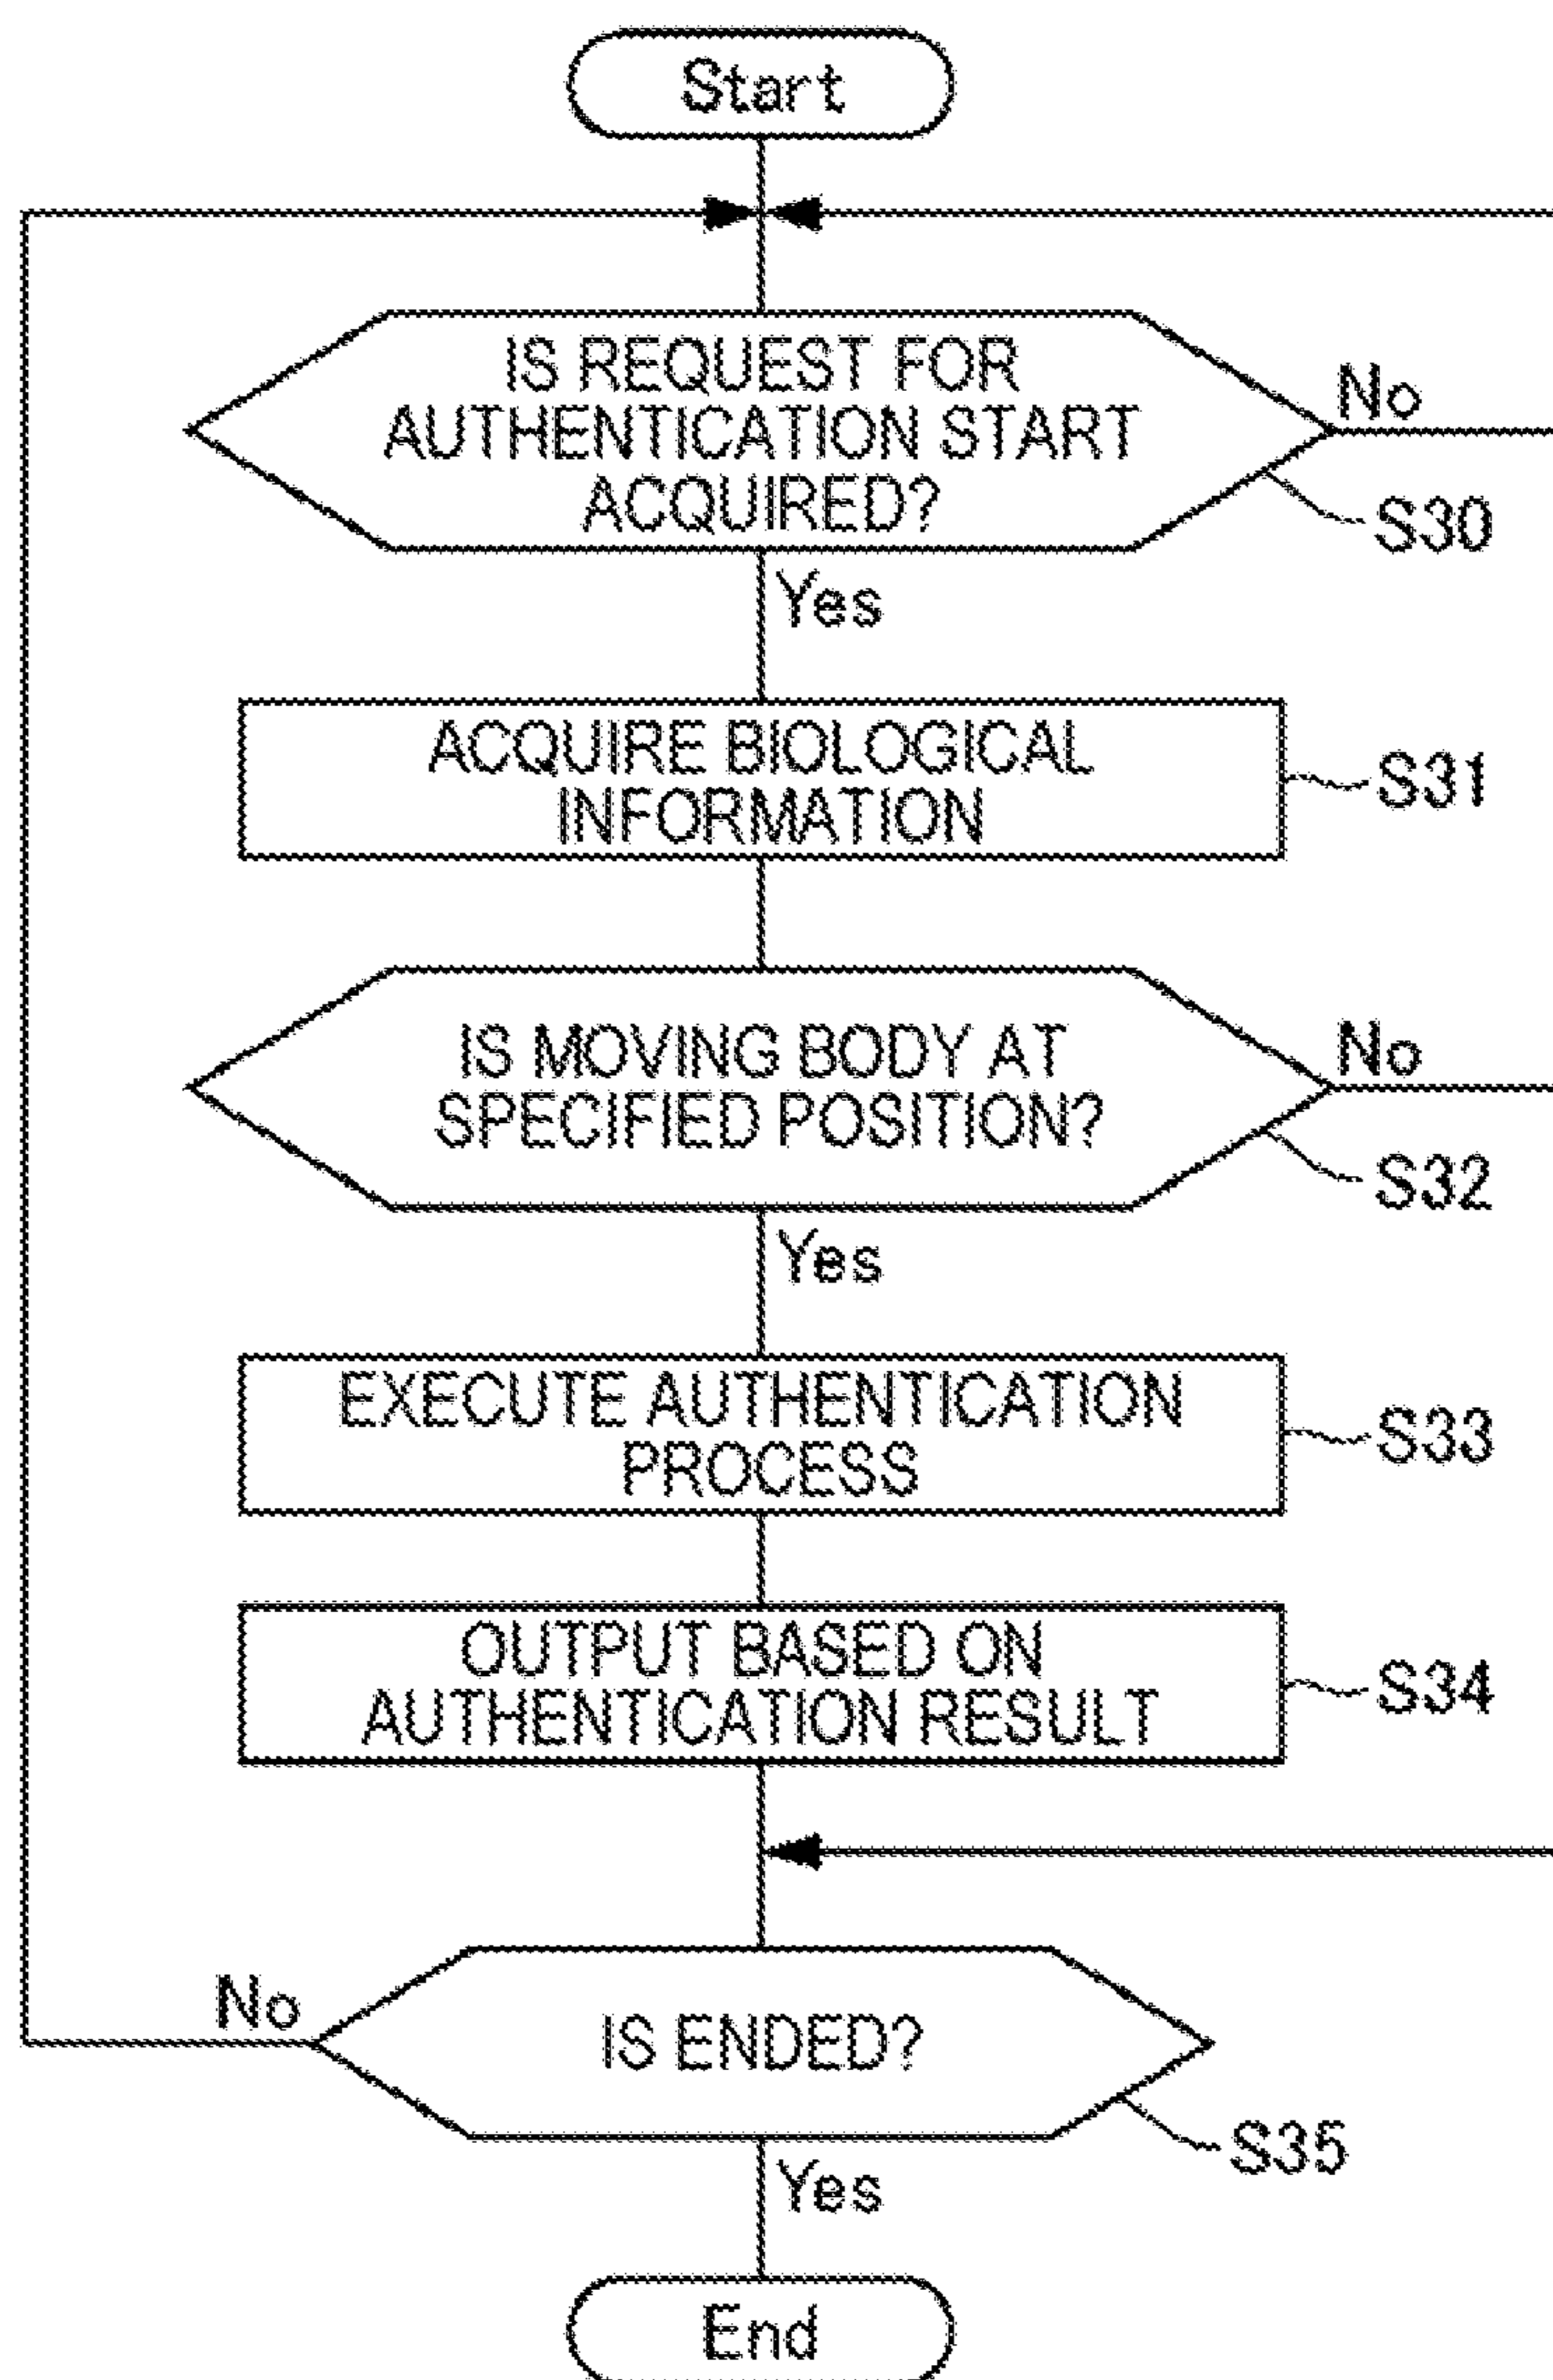 Start
IS REQUEST FOR
AUTHENTICATION START
ACQUIRED?
No
S30
Yes
ACQUIRE BIOLOGICAL
INFORMATION
S31
IS MOVING BODY AT
SPECIFIED POSITION?
No
S32
Yes
EXECUTE AUTHENTICATION
PROCESS
S33
OUTPUT BASED ON
AUTHENTICATION RESULT
S34
No
IS ENDED?
S35
Yes
End